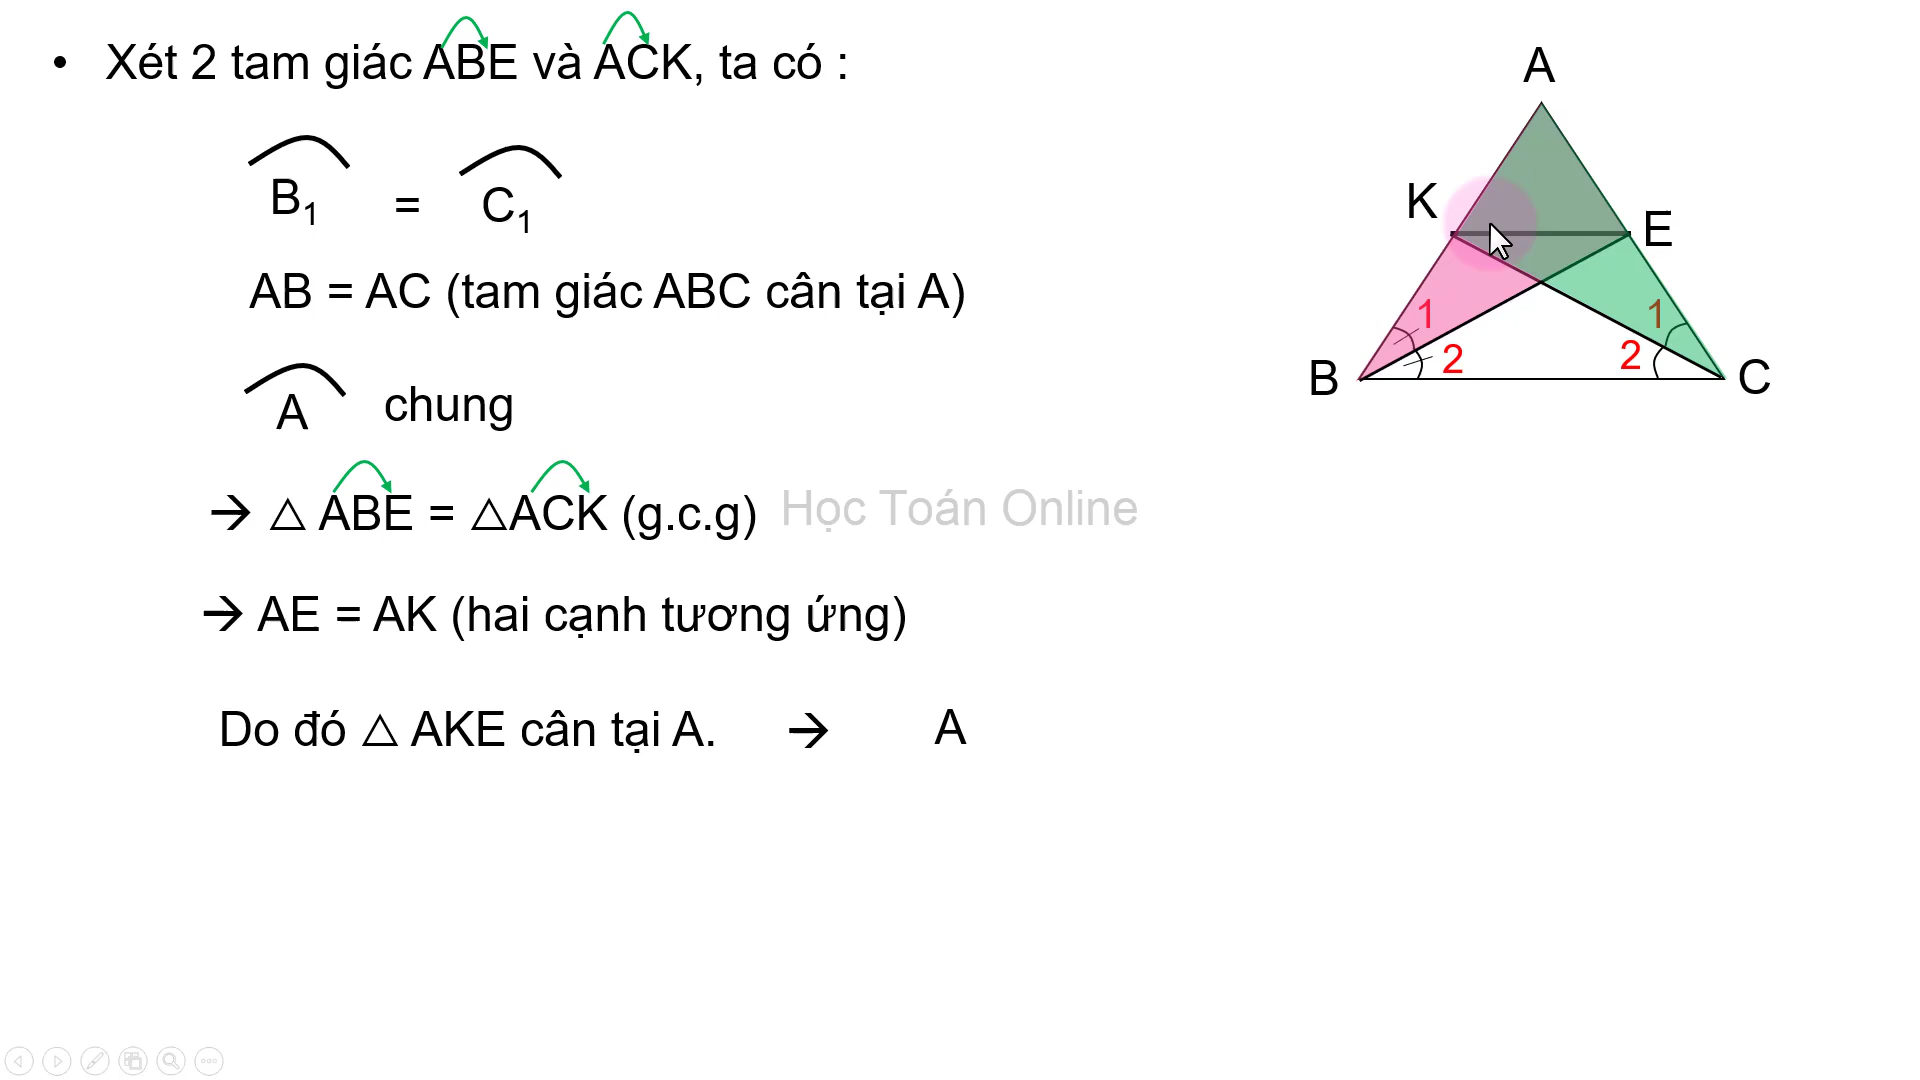 • Xét 2 tam giác ABE và ACK, ta có :
B₁ = C₁
AB = AC (tam giác ABC cân tại A)
A chung
→ △ ABE = △ACK (g.c.g)
Học Toán Online
→ AE = AK (hai cạnh tương ứng)
Do đó △ AKE cân tại A. → A
A
K
E
1
1
2
2
B
C